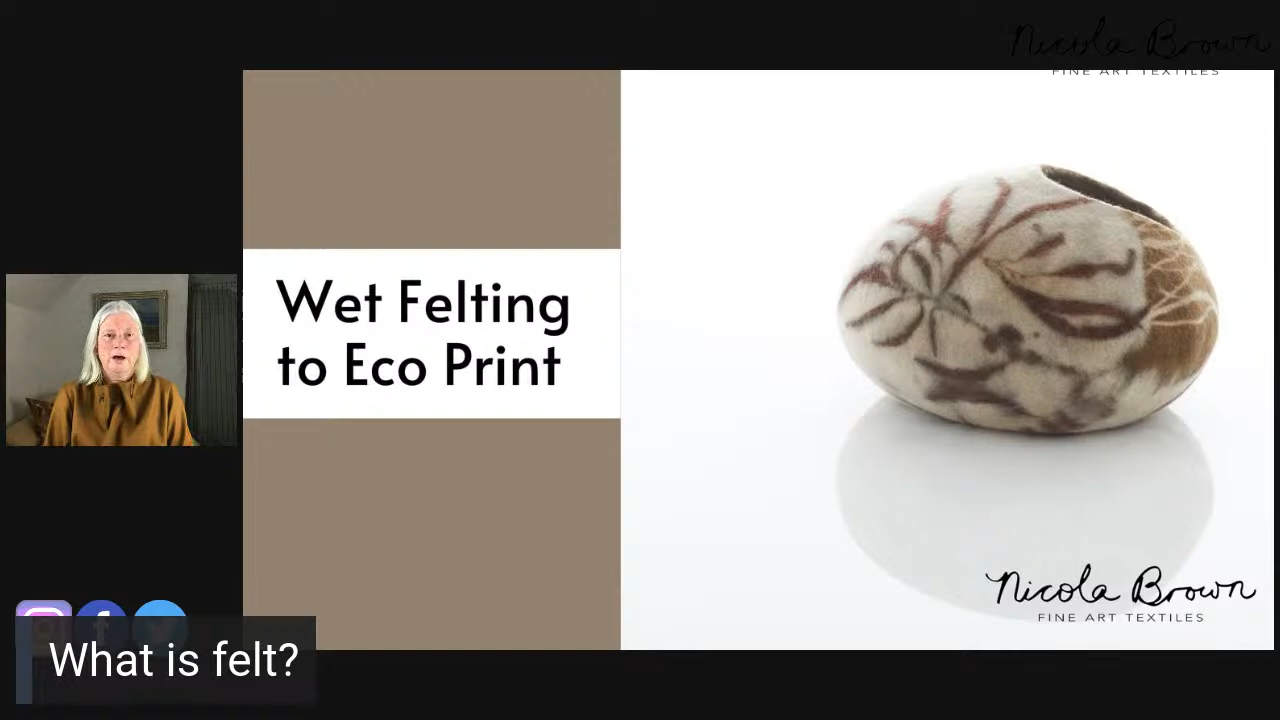 Nicola Brown
FINE ART TEXTILES
Wet Felting
to Eco Print
Nicola Brown
FINE ART TEXTILES
What is felt?